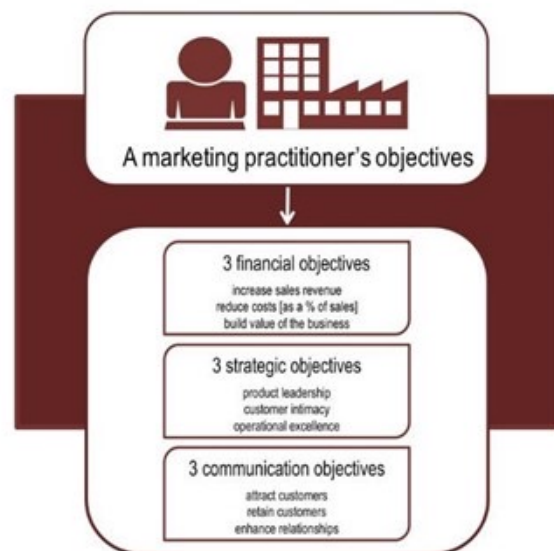 A marketing practitioner's objectives
3 financial objectives
increase sales revenue
reduce costs [as a % of sales]
build value of the business
3 strategic objectives
product leadership
customer intimacy
operational excellence
3 communication objectives
attract customers
retain customers
enhance relationships